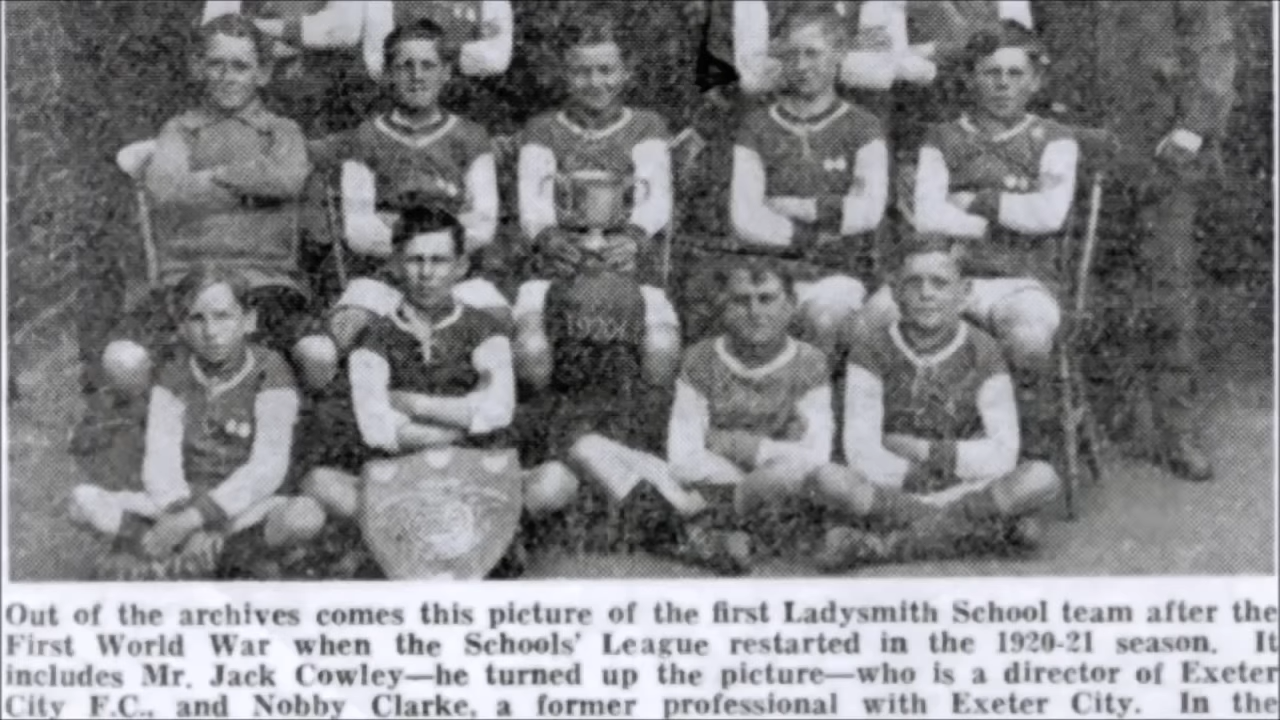 1920-
Out of the archives comes this picture of the first Ladysmith School team after the
First World War when the Schools' League restarted in the 1920-21 season. It
includes Mr. Jack Cowley—he turned up the picture—who is a director of Exeter
City F.C., and Nobby Clarke, a former professional with Exeter City. In the